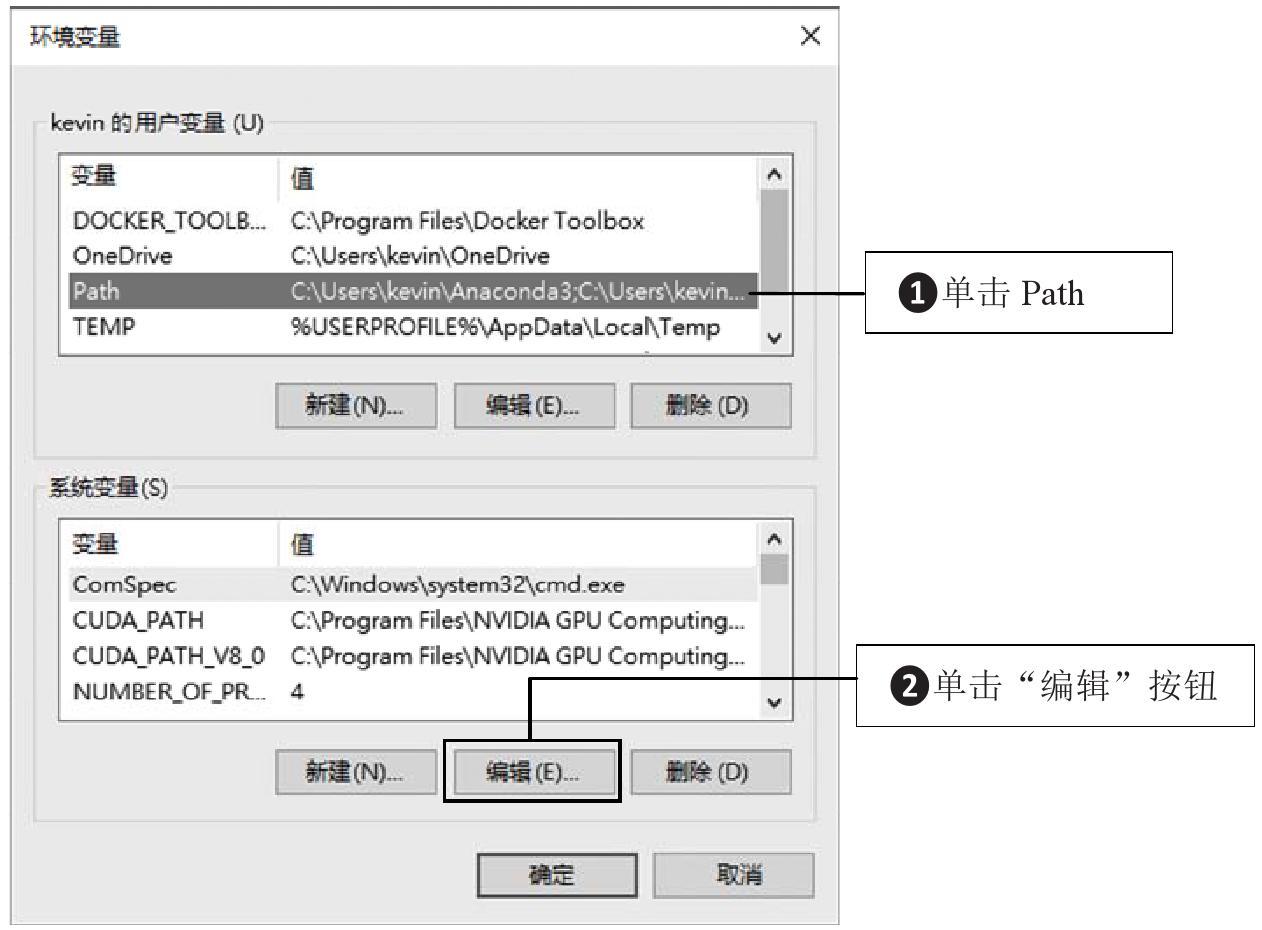 环境变量
kevin 的用户变量 (U)
变量 值
DOCKER_TOOLB... C:\Program Files\Docker Toolbox
OneDrive C:\Users\kevin\OneDrive
Path C:\Users\kevin\Anaconda3;C:\Users\kevin...
❶单击 Path
TEMP %USERPROFILE%\AppData\Local\Temp
新建(N)... 编辑(E)... 删除 (D)
系统变量(S)
变量 值
ComSpec C:\Windows\system32\cmd.exe
CUDA_PATH C:\Program Files\NVIDIA GPU Computing...
CUDA_PATH_V8_0 C:\Program Files\NVIDIA GPU Computing...
NUMBER_OF_PR... 4
❷单击“编辑”按钮
新建(N)... 编辑(E)... 删除 (D)
确定 取消